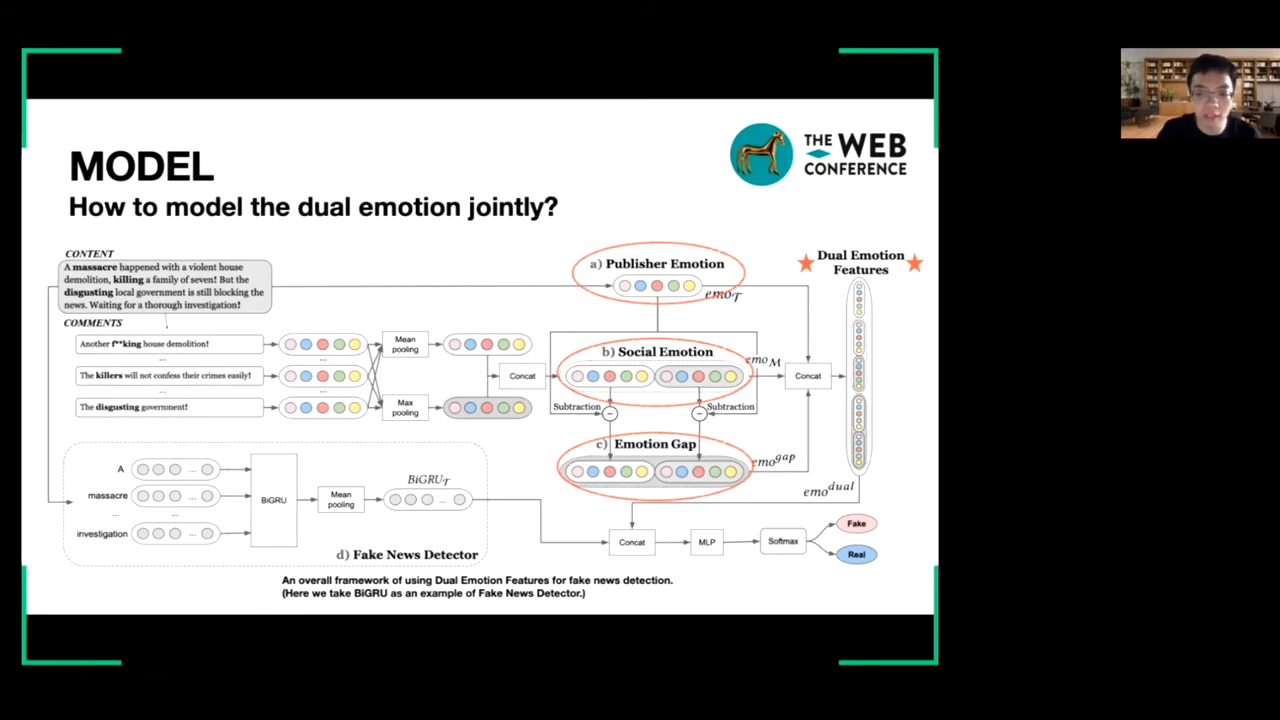 MODEL
How to model the dual emotion jointly?
THE WEB
CONFERENCE
CONTENT
A massacre happened with a violent house
demolition, killing a family of seven! But the
disgusting local government is still blocking the
news. Waiting for a thorough investigation!
COMMENTS
Another f**king house demolition!
...
The killers will not confess their crimes easily!
...
The disgusting government!
...
...
Mean
pooling
Max
pooling
Concat
a) Publisher Emotion
emo𝒯
b) Social Emotion
emoM
Subtraction
−
−
Subtraction
c) Emotion Gap
emo^gap
Concat
Dual Emotion
Features
emo^dual
A
...
massacre
...
...
...
investigation
...
BiGRU
Mean
pooling
BiGRU𝒯
...
d) Fake News Detector
Concat
MLP
Softmax
Fake
Real
An overall framework of using Dual Emotion Features for fake news detection.
(Here we take BiGRU as an example of Fake News Detector.)